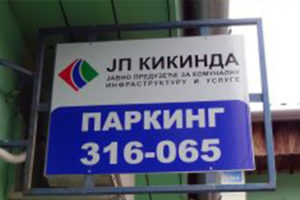 ЈП КИКИНДА
ЈАВНО ПРЕДУЗЕЋЕ ЗА КОМУНАЛНУ
ИНФРАСТРУКТУРУ И УСЛУГЕ
ПАРКИНГ
316-065